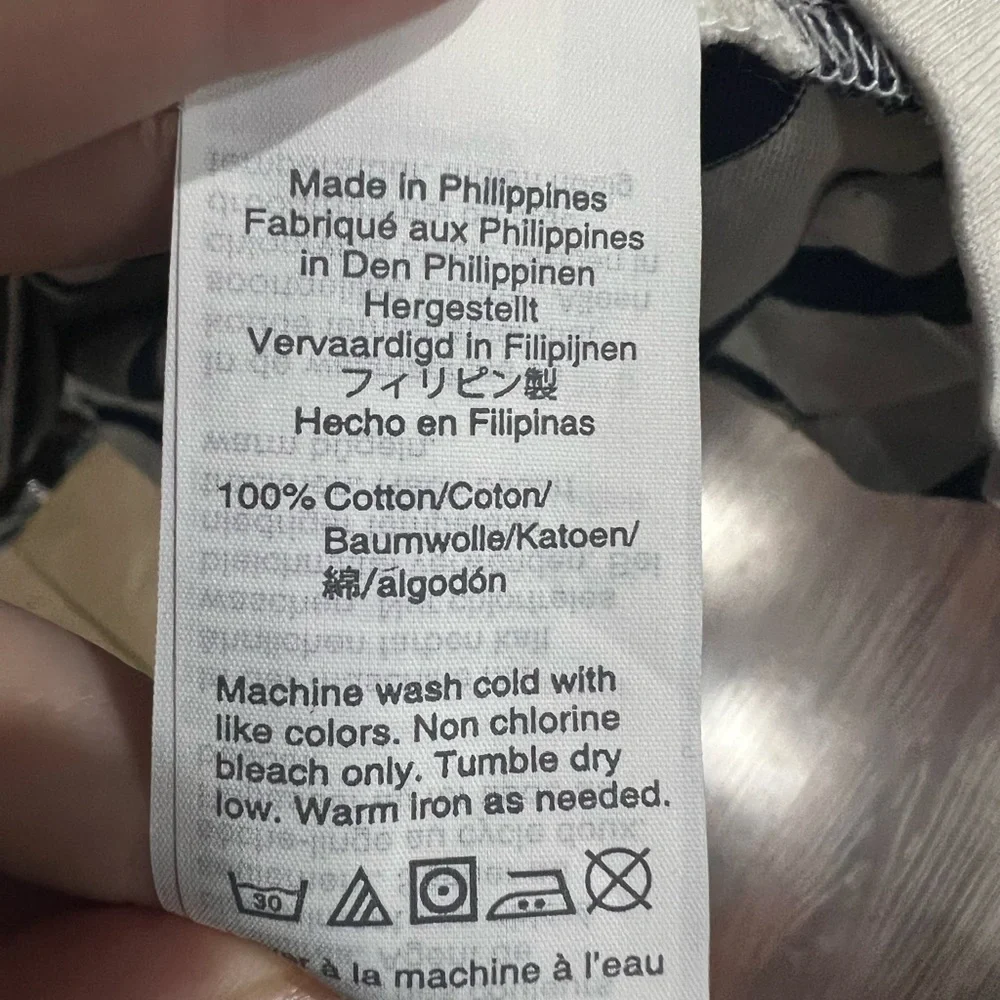 Made in Philippines
Fabriqué aux Philippines
in Den Philippinen
Hergestellt
Vervaardigd in Filipijnen
フィリピン製
Hecho en Filipinas
100% Cotton/Coton/
Baumwolle/Katoen/
綿/algodón
Machine wash cold with
like colors. Non chlorine
bleach only. Tumble dry
low. Warm iron as needed.
30
à la machine à l'eau